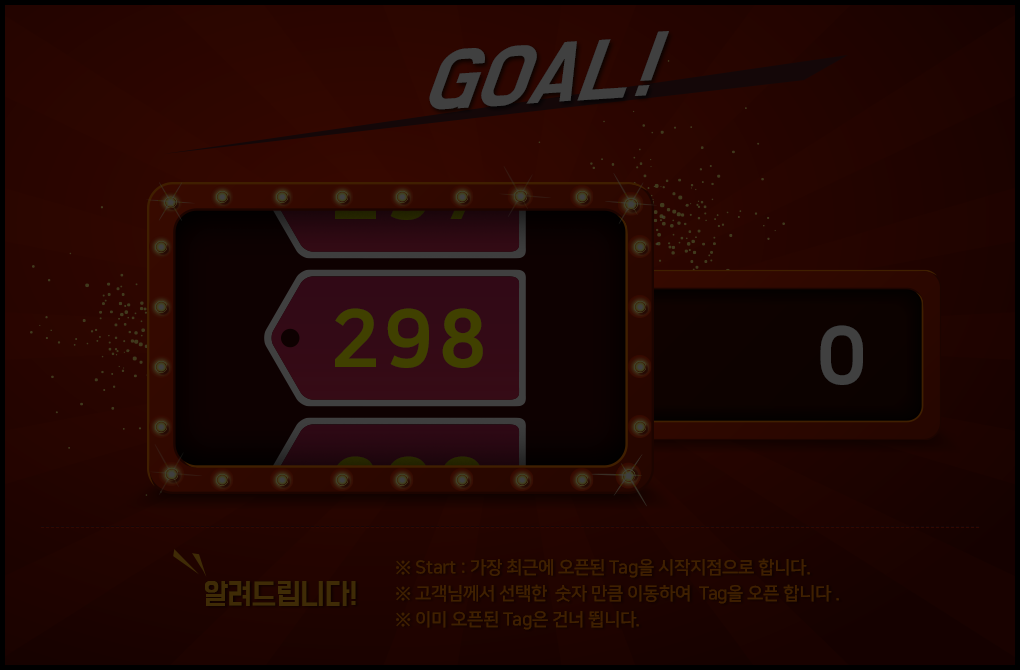 GOAL!
298
0
알려드립니다!
※ Start : 가장 최근에 오픈된 Tag을 시작지점으로 합니다.
※ 고객님께서 선택한 숫자 만큼 이동하여 Tag을 오픈 합니다 .
※ 이미 오픈된 Tag은 건너 뜁니다.